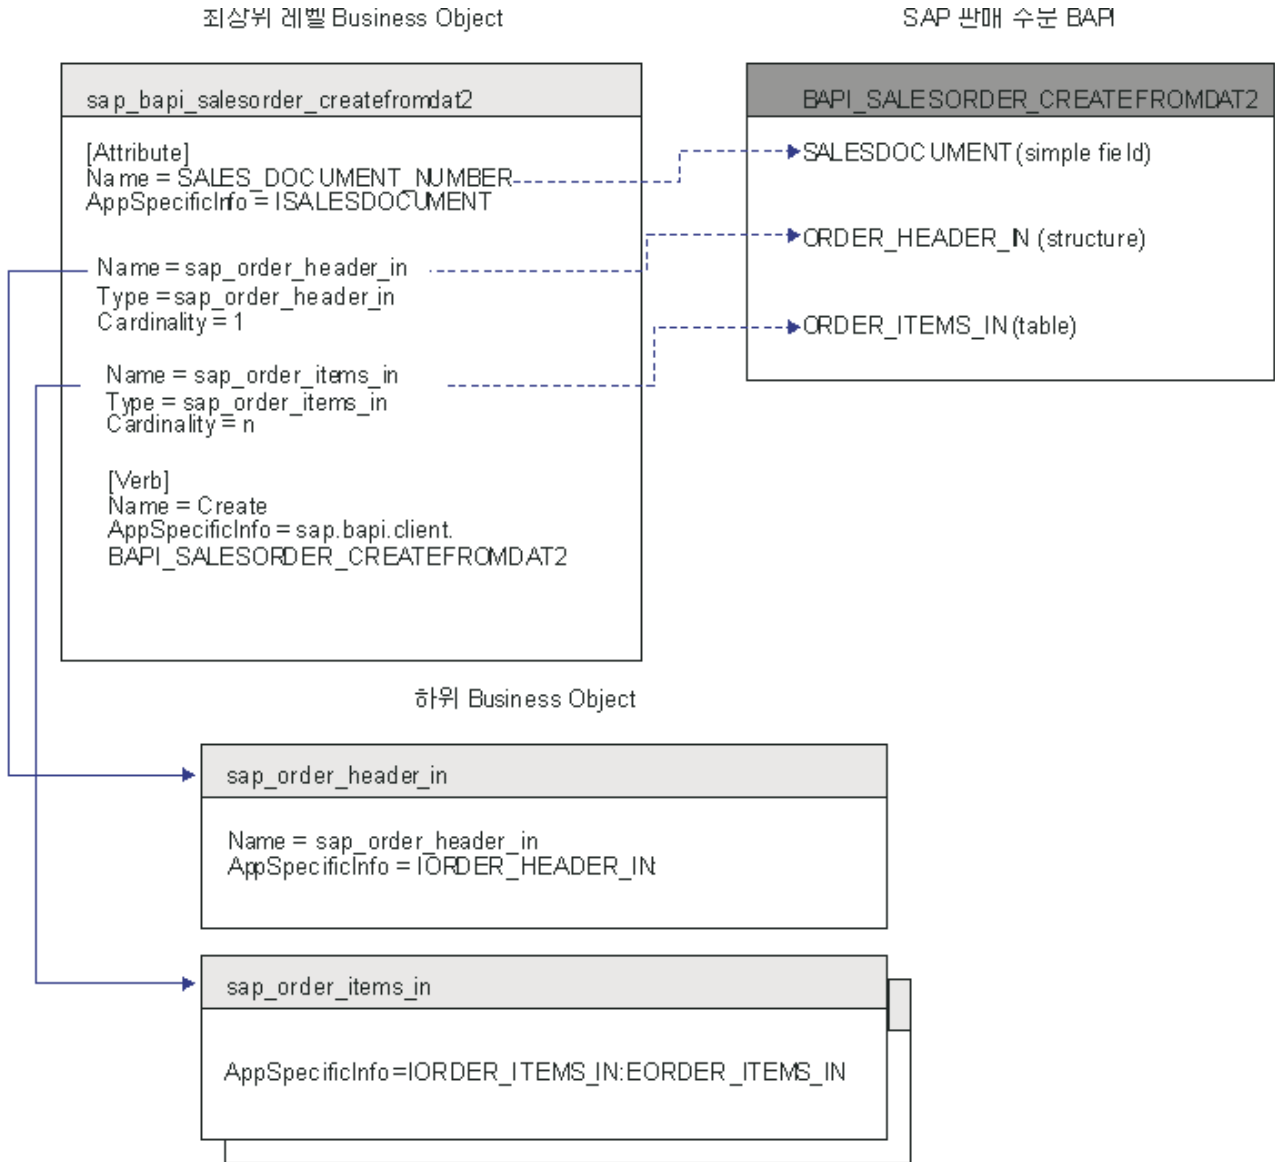 최상위 레벨 Business Object
SAP 판매 주문 BAPI
sap_bapi_salesorder_createfromdat2
[Attribute]
Name = SALES_DOCUMENT_NUMBER
AppSpecificInfo = ISALESDOCUMENT
Name = sap_order_header_in
Type = sap_order_header_in
Cardinality = 1
Name = sap_order_items_in
Type = sap_order_items_in
Cardinality = n
[Verb]
Name = Create
AppSpecificInfo = sap.bapi.client.
BAPI_SALESORDER_CREATEFROMDAT2
BAPI_SALESORDER_CREATEFROMDAT2
SALESDOCUMENT (simple field)
ORDER_HEADER_IN (structure)
ORDER_ITEMS_IN (table)
하위 Business Object
sap_order_header_in
Name = sap_order_header_in
AppSpecificInfo = IORDER_HEADER_IN:
sap_order_items_in
AppSpecificInfo=IORDER_ITEMS_IN:EORDER_ITEMS_IN